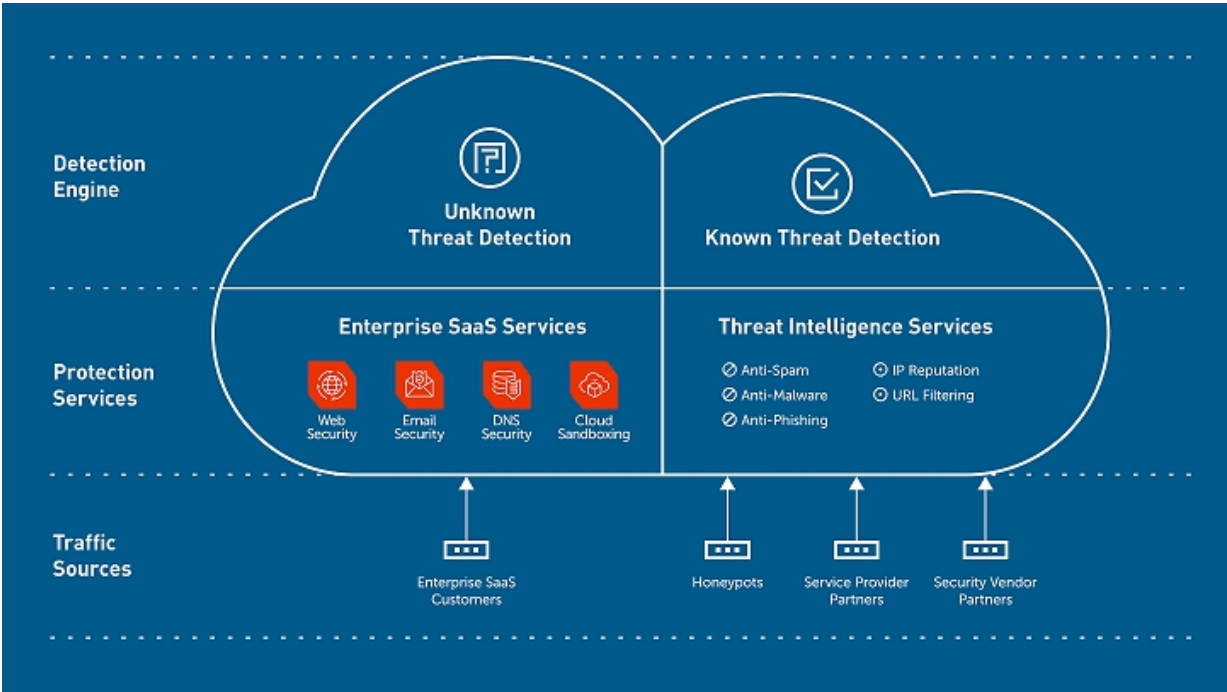 Detection
Engine
Unknown
Threat Detection
Known Threat Detection
Protection
Services
Enterprise SaaS Services
Web
Security
Email
Security
DNS
Security
Cloud
Sandboxing
Threat Intelligence Services
Anti-Spam
Anti-Malware
Anti-Phishing
IP Reputation
URL Filtering
Traffic
Sources
Enterprise SaaS
Customers
Honeypots
Service Provider
Partners
Security Vendor
Partners